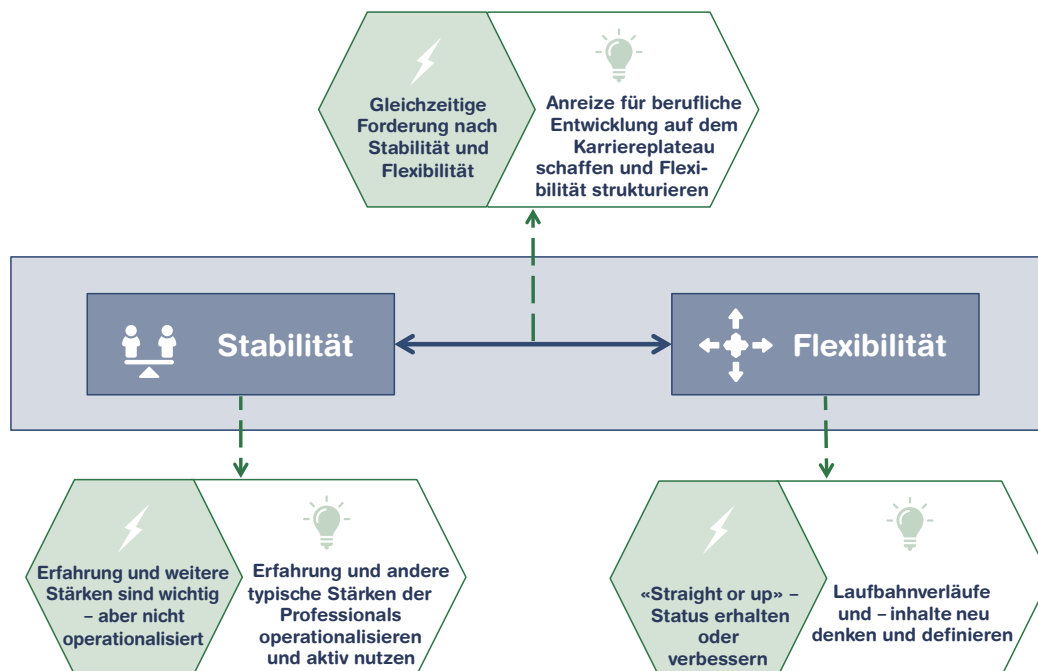 Gleichzeitige
Forderung nach
Stabilität und
Flexibilität
Anreize für berufliche
Entwicklung auf dem
Karriereplateau
schaffen und Flexi-
bilität strukturieren
Stabilität
Flexibilität
Erfahrung und weitere
Stärken sind wichtig
– aber nicht
operationalisiert
Erfahrung und andere
typische Stärken der
Professionals
operationalisieren
und aktiv nutzen
«Straight or up» –
Status erhalten
oder
verbessern
Laufbahnverläufe
und – inhalte neu
denken und definieren